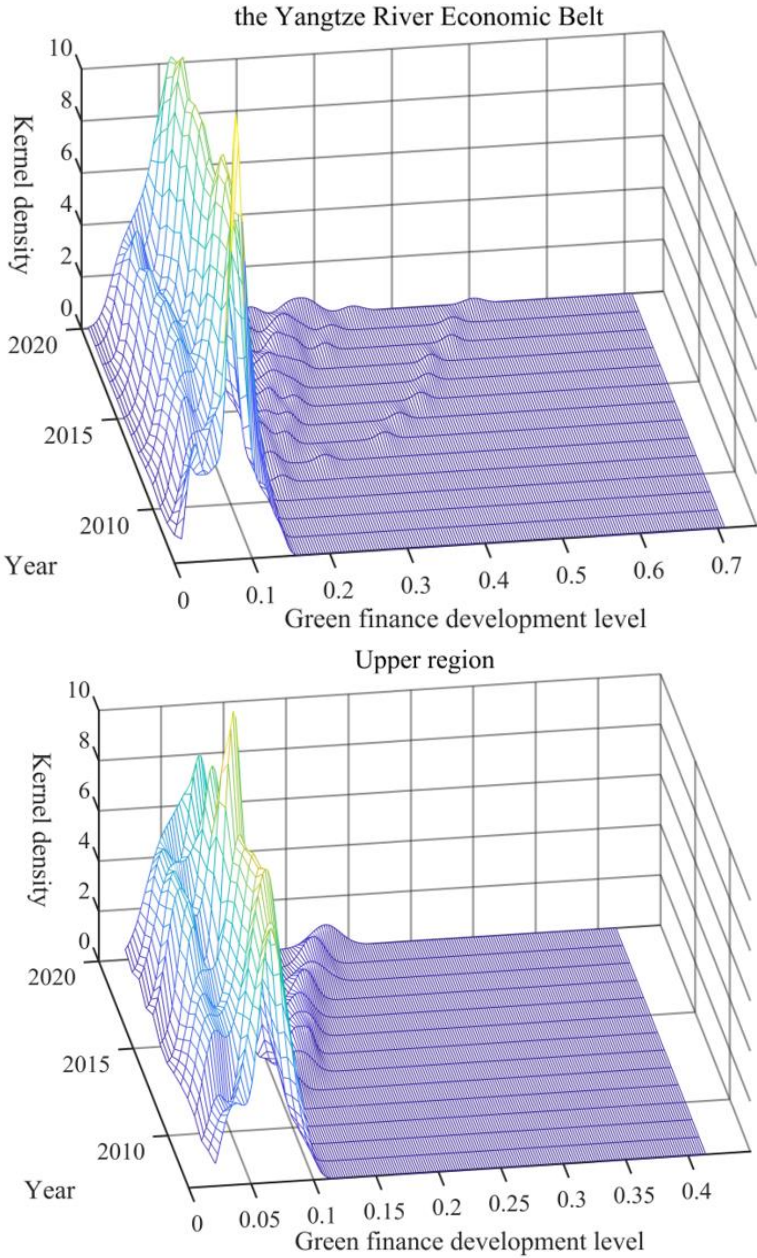 the Yangtze River Economic Belt
10
8
6
4
2
0
Kernel density
2020
2015
2010
Year
0 0.1 0.2 0.3 0.4 0.5 0.6 0.7
Green finance development level
Upper region
10
8
6
4
2
0
Kernel density
2020
2015
2010
Year
0 0.05 0.1 0.15 0.2 0.25 0.3 0.35 0.4
Green finance development level